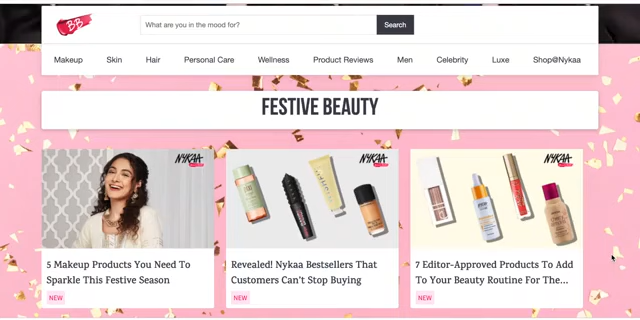 BB
What are you in the mood for?
Search
Makeup Skin Hair Personal Care Wellness Product Reviews Men Celebrity Luxe Shop@Nykaa
FESTIVE BEAUTY
NYKAA
NYKAA
NYKAA
5 Makeup Products You Need To
Sparkle This Festive Season
NEW
Revealed! Nykaa Bestsellers That
Customers Can't Stop Buying
NEW
7 Editor-Approved Products To Add
To Your Beauty Routine For The...
NEW